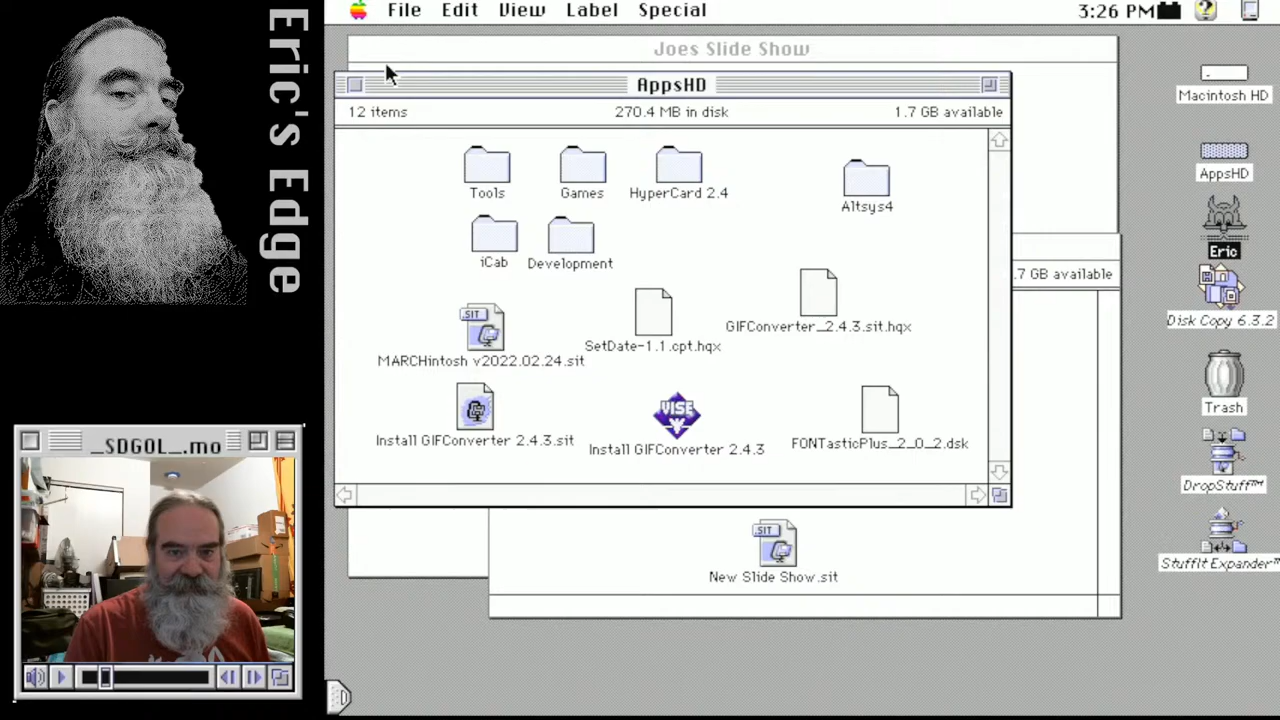 Eric's Edge
File Edit View Label Special
3:26 PM
Joes Slide Show
AppsHD
12 items
270.4 MB in disk
1.7 GB available
Tools
Games
HyperCard 2.4
Altsys4
iCab
Development
MARCHintosh v2022.02.24.sit
SetDate-1.1.cpt.hqx
GIFConverter_2.4.3.sit.hqx
Install GIFConverter 2.4.3.sit
Install GIFConverter 2.4.3
FONTasticPlus_2_0_2.dsk
.7 GB available
New Slide Show.sit
Macintosh HD
AppsHD
Eric
Disk Copy 6.3.2
Trash
DropStuff™
StuffIt Expander™
_SDGOL_.mo
.SIT
VISE
.SIT